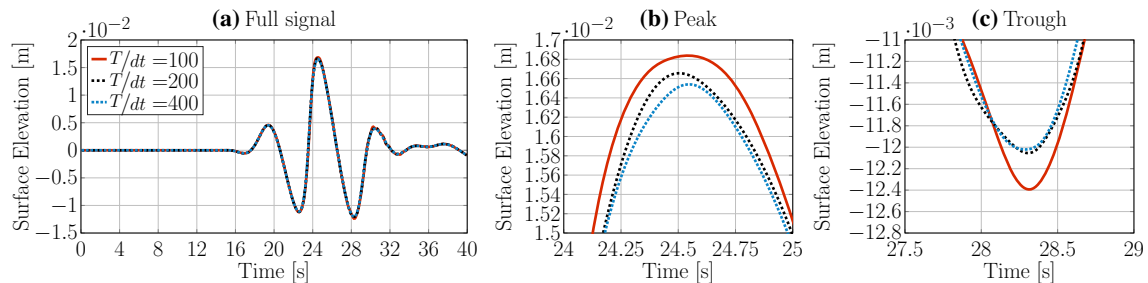 (a) Full signal
·10⁻²
Surface Elevation [m]
2
1.5
1
0.5
0
−0.5
−1
−1.5
T/dt =100
T/dt =200
T/dt =400
0 4 8 12 16 20 24 28 32 36 40
Time [s]
(b) Peak
·10⁻²
Surface Elevation [m]
1.7
1.68
1.66
1.64
1.62
1.6
1.58
1.56
1.54
1.52
1.5
24 24.25 24.5 24.75 25
Time [s]
(c) Trough
·10⁻³
Surface Elevation [m]
−11
−11.2
−11.4
−11.6
−11.8
−12
−12.2
−12.4
−12.6
−12.8
27.5 28 28.5 29
Time [s]